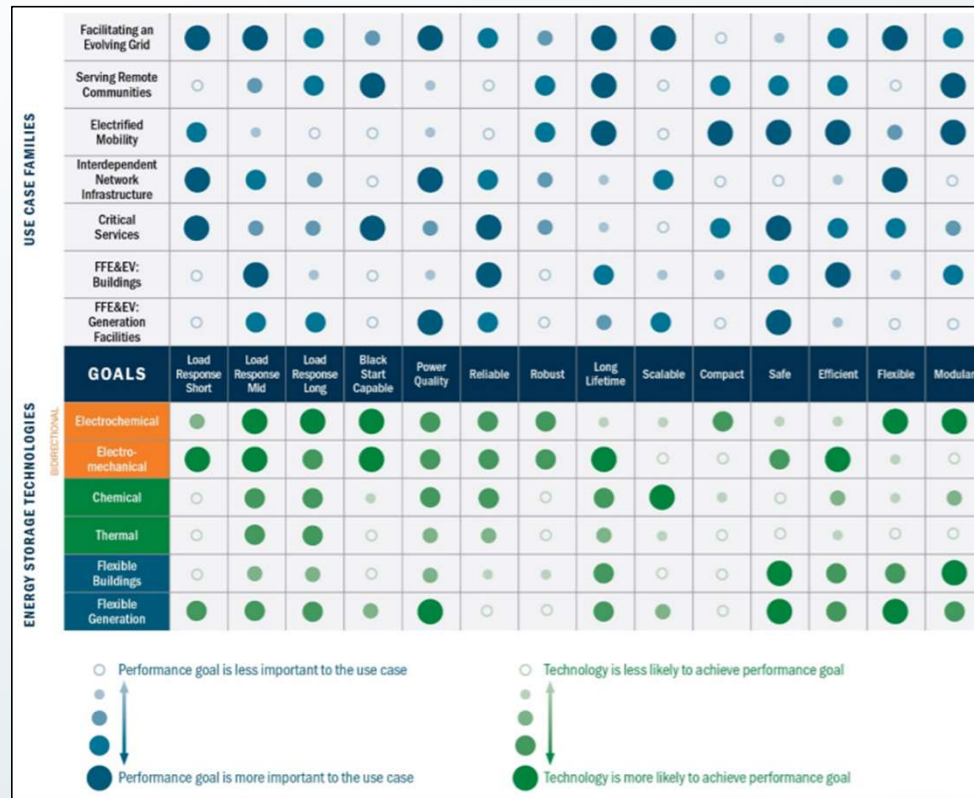 USE CASE FAMILIES
Facilitating an
Evolving Grid
Serving Remote
Communities
Electrified
Mobility
Interdependent
Network
Infrastructure
Critical
Services
FFE&EV:
Buildings
FFE&EV:
Generation
Facilities
GOALS
Load
Response
Short
Load
Response
Mid
Load
Response
Long
Black
Start
Capable
Power
Quality
Reliable
Robust
Long
Lifetime
Scalable
Compact
Safe
Efficient
Flexible
Modular
ENERGY STORAGE TECHNOLOGIES
BIDIRECTIONAL
Electrochemical
Electro-
mechanical
Chemical
Thermal
Flexible
Buildings
Flexible
Generation
Performance goal is less important to the use case
Performance goal is more important to the use case
Technology is less likely to achieve performance goal
Technology is more likely to achieve performance goal